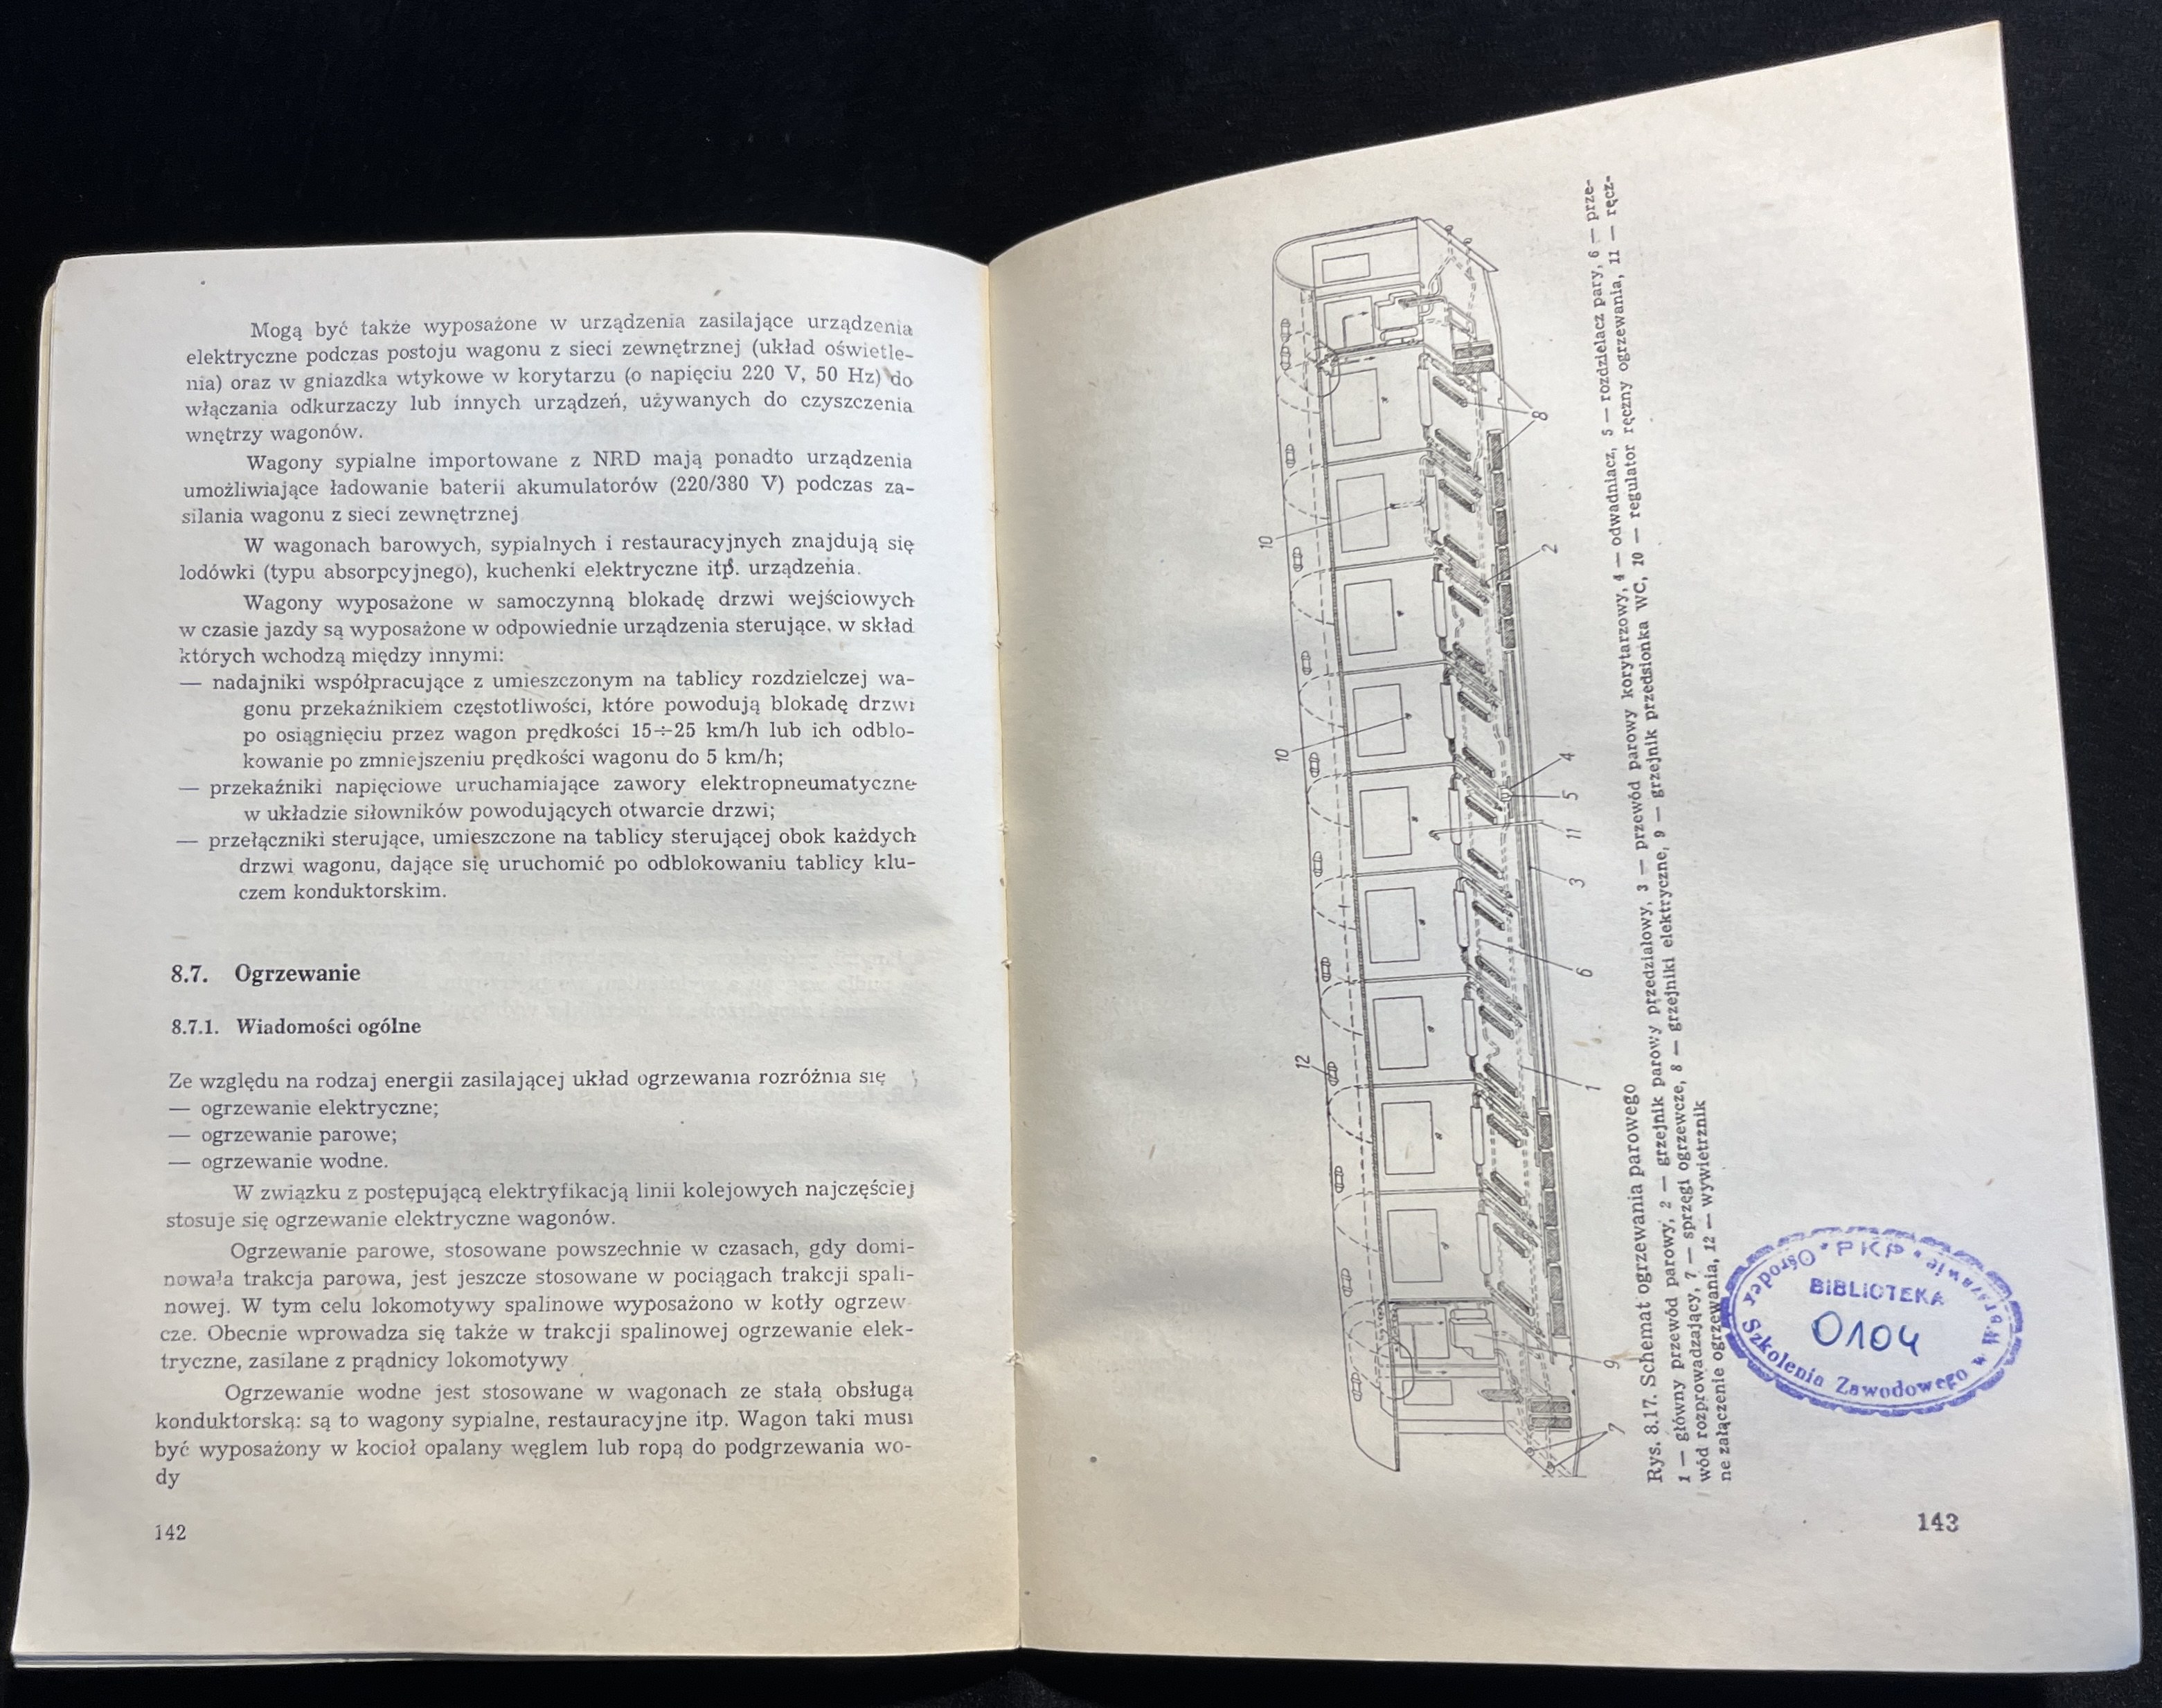 Mogą być także wyposażone w urządzenia zasilające urządzenia
elektryczne podczas postoju wagonu z sieci zewnętrznej (układ oświetle-
nia) oraz w gniazdka wtykowe w korytarzu (o napięciu 220 V, 50 Hz) do
włączania odkurzaczy lub innych urządzeń, używanych do czyszczenia
wnętrzy wagonów.
Wagony sypialne importowane z NRD mają ponadto urządzenia
umożliwiające ładowanie baterii akumulatorów (220/380 V) podczas za-
silania wagonu z sieci zewnętrznej
W wagonach barowych, sypialnych i restauracyjnych znajdują się
lodówki (typu absorpcyjnego), kuchenki elektryczne itp. urządzenia.
Wagony wyposażone w samoczynną blokadę drzwi wejściowych
w czasie jazdy są wyposażone w odpowiednie urządzenia sterujące, w skład
których wchodzą między innymi:
— nadajniki współpracujące z umieszczonym na tablicy rozdzielczej wa-
gonu przekaźnikiem częstotliwości, które powodują blokadę drzwi
po osiągnięciu przez wagon prędkości 15÷25 km/h lub ich odblo-
kowanie po zmniejszeniu prędkości wagonu do 5 km/h;
— przekaźniki napięciowe uruchamiające zawory elektropneumatyczne
w układzie siłowników powodujących otwarcie drzwi;
— przełączniki sterujące, umieszczone na tablicy sterującej obok każdych
drzwi wagonu, dające się uruchomić po odblokowaniu tablicy klu-
czem konduktorskim.
8.7. Ogrzewanie
8.7.1. Wiadomości ogólne
Ze względu na rodzaj energii zasilającej układ ogrzewania rozróżnia się
— ogrzewanie elektryczne;
— ogrzewanie parowe;
— ogrzewanie wodne.
W związku z postępującą elektryfikacją linii kolejowych najczęściej
stosuje się ogrzewanie elektryczne wagonów.
Ogrzewanie parowe, stosowane powszechnie w czasach, gdy domi-
nowała trakcja parowa, jest jeszcze stosowane w pociągach trakcji spali-
nowej. W tym celu lokomotywy spalinowe wyposażono w kotły ogrzew
cze. Obecnie wprowadza się także w trakcji spalinowej ogrzewanie elek-
tryczne, zasilane z prądnicy lokomotywy
Ogrzewanie wodne jest stosowane w wagonach ze stałą obsługą
konduktorską: są to wagony sypialne, restauracyjne itp. Wagon taki musi
być wyposażony w kocioł opalany węglem lub ropą do podgrzewania wo-
dy
142
7
9
1
6
3
11
5
4
2
8
12
10
10
Rys. 8.17. Schemat ogrzewania parowego
1 — główny przewód parowy, 2 — grzejnik parowy przedziałowy, 3 — przewód parowy korytarzowy, 4 — odwadniacz, 5 — rozdzielacz pary, 6 — prze-
wód rozprowadzający, 7 — sprzęgi ogrzewcze, 8 — grzejniki elektryczne, 9 — grzejnik przedsionka WC, 10 — regulator ręczny ogrzewania, 11 — ręcz-
ne załączenie ogrzewania, 12 — wywietrznik
PKP
Ośrodek Szkolenia Zawodowego w Warszawie
BIBLIOTEKA
0104
143